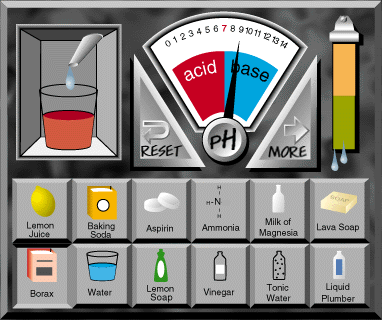 0 1 2 3 4 5 6 7 8 9 10 11 12 13 14
acid base
pH
RESET
MORE
Lemon
Juice
Baking
Soda
Aspirin
H
H-N
H
Ammonia
Milk of
Magnesia
SOAP
Lava Soap
Borax
Water
Lemon
Soap
Vinegar
Tonic
Water
Liquid
Plumber